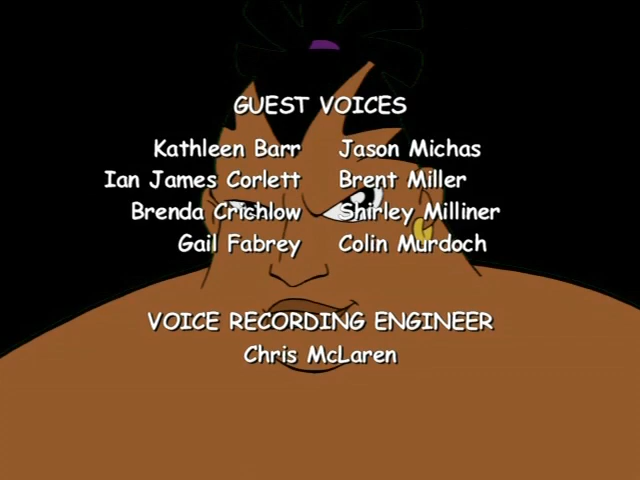 GUEST VOICES
Kathleen Barr Jason Michas
Ian James Corlett Brent Miller
Brenda Crichlow Shirley Milliner
Gail Fabrey Colin Murdoch
VOICE RECORDING ENGINEER
Chris McLaren